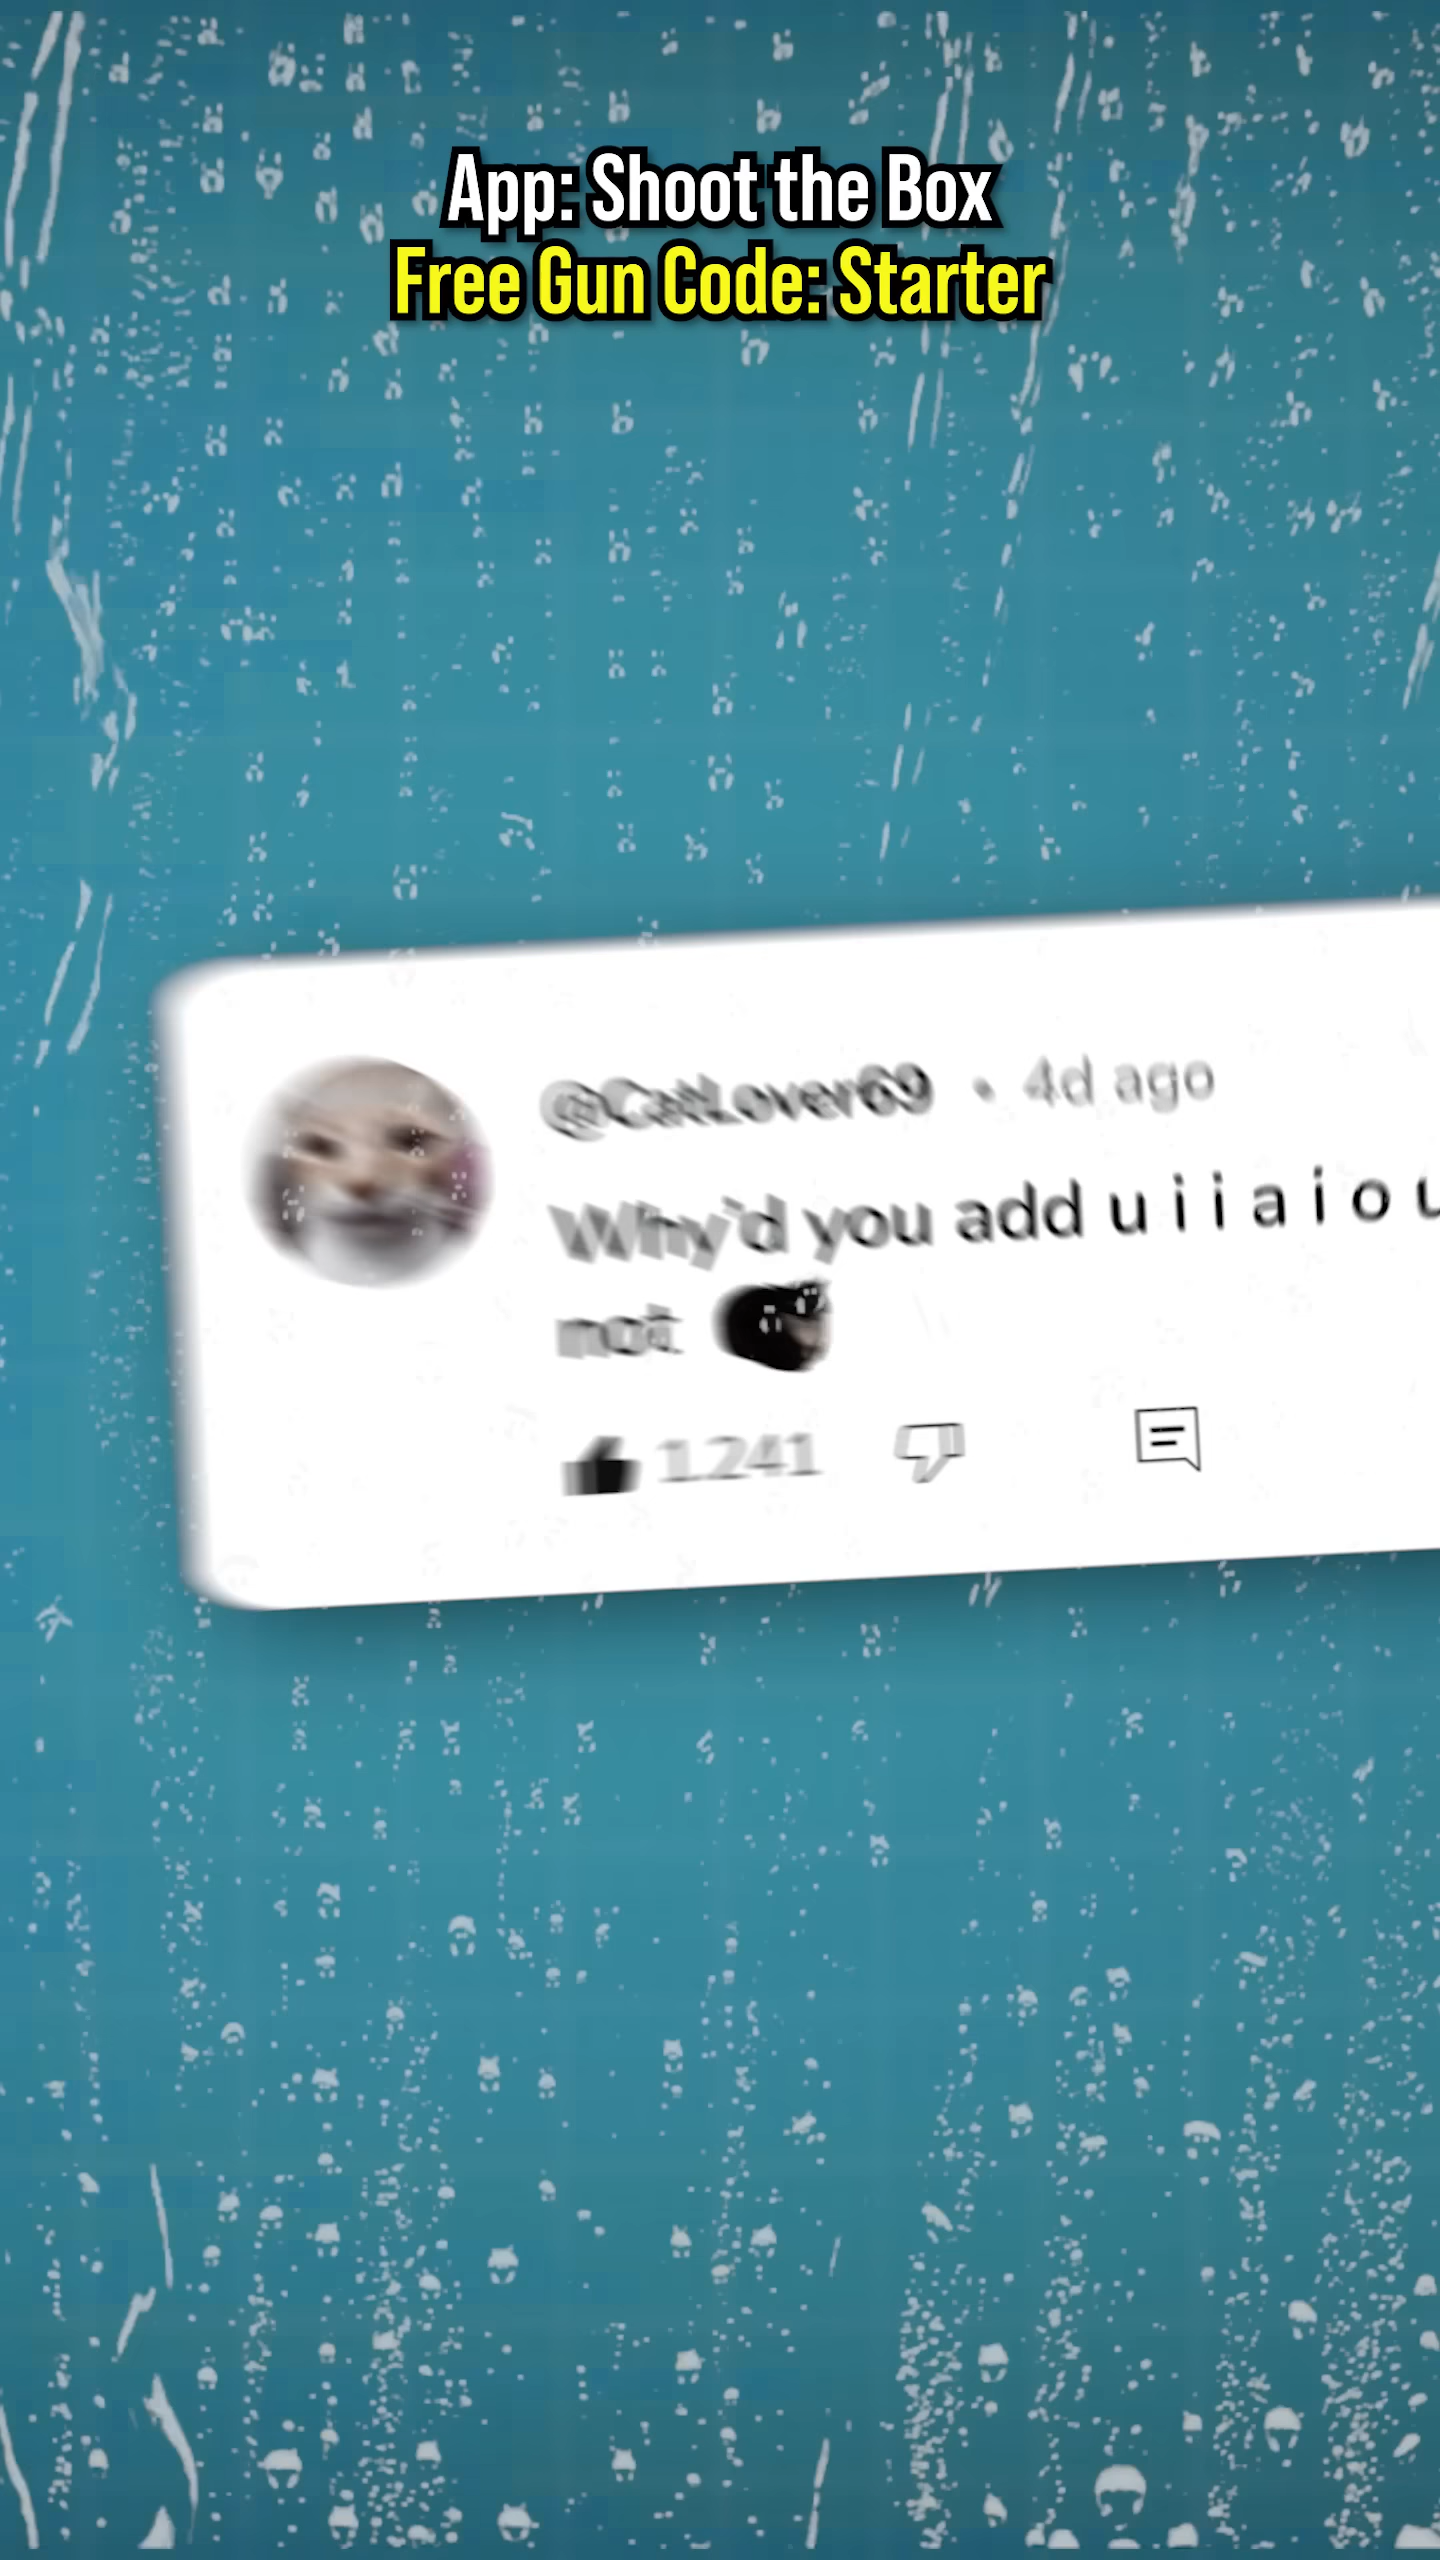 App: Shoot the Box
Free Gun Code: Starter
@CatLover69 • 4d ago
Why'd you add u i i a i o u
not
1.241